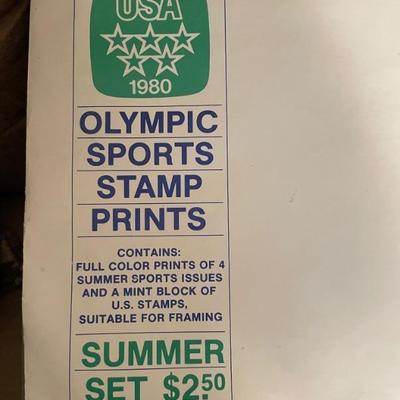 USA
1980
OLYMPIC
SPORTS
STAMP
PRINTS
CONTAINS:
FULL COLOR PRINTS OF 4
SUMMER SPORTS ISSUES
AND A MINT BLOCK OF
U.S. STAMPS,
SUITABLE FOR FRAMING
SUMMER
SET $2.50